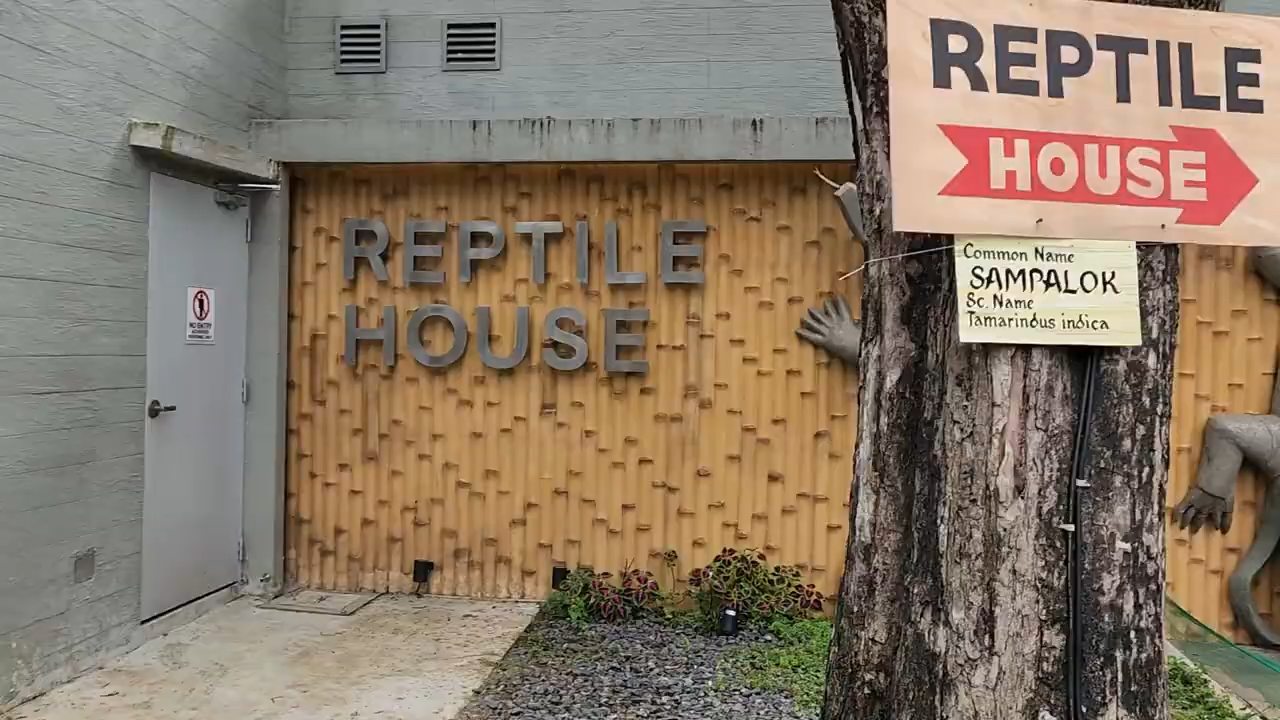 REPTILE
HOUSE
REPTILE
HOUSE
Common Name
SAMPALOK
Sc. Name
Tamarindus indica
NO ENTRY